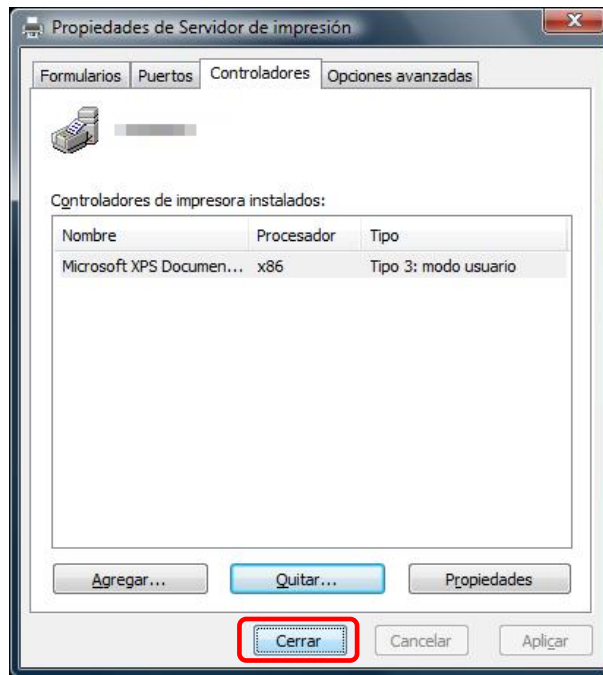 Propiedades de Servidor de impresión
Formularios Puertos Controladores Opciones avanzadas
Controladores de impresora instalados:
Nombre Procesador Tipo
Microsoft XPS Documen... x86 Tipo 3: modo usuario
Agregar... Quitar... Propiedades
Cerrar Cancelar Aplicar